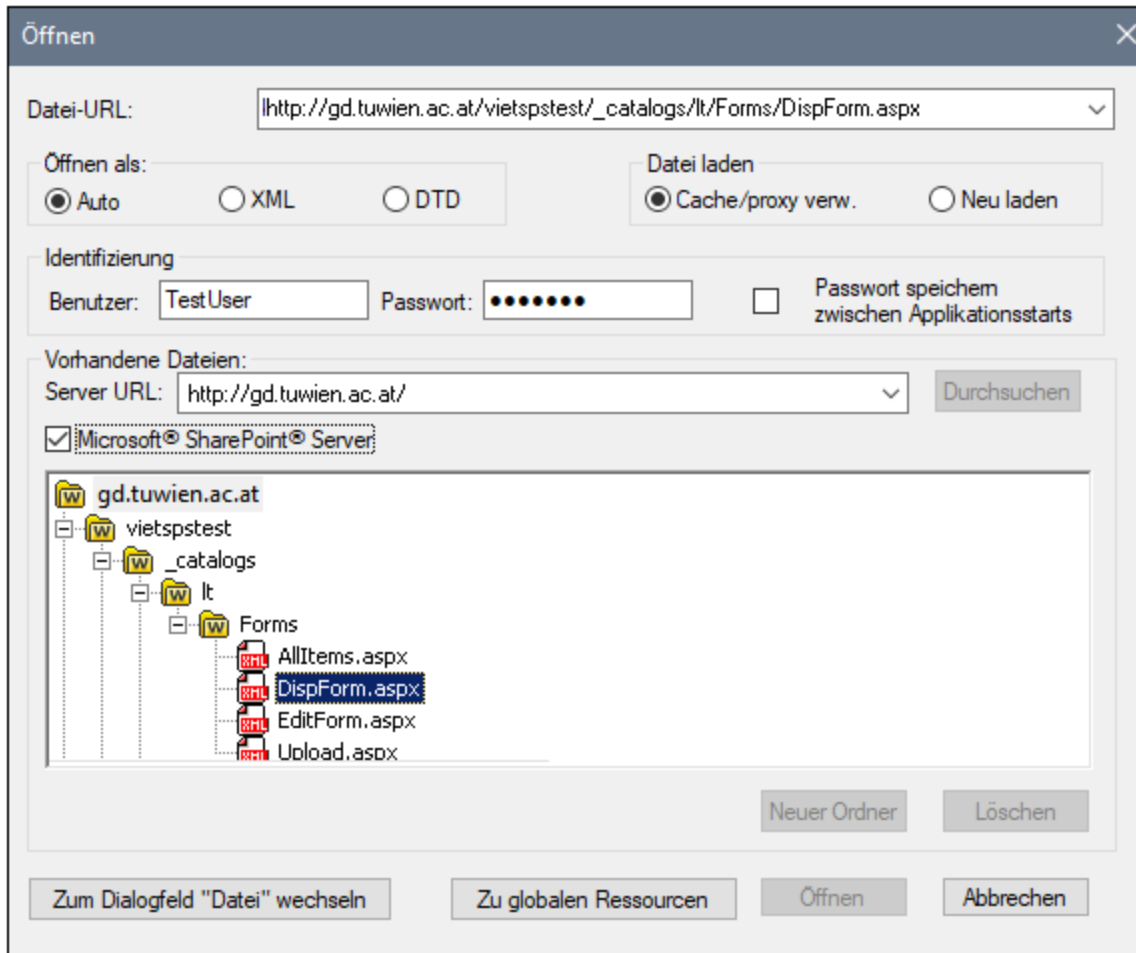 Öffnen
Datei-URL: http://gd.tuwien.ac.at/vietspstest/_catalogs/lt/Forms/DispForm.aspx
Öffnen als:
Auto XML DTD
Datei laden
Cache/proxy verw. Neu laden
Identifizierung
Benutzer: TestUser Passwort: ●●●●●●● Passwort speichern
zwischen Applikationsstarts
Vorhandene Dateien:
Server URL: http://gd.tuwien.ac.at/ Durchsuchen
Microsoft® SharePoint® Server
gd.tuwien.ac.at
vietspstest
_catalogs
lt
Forms
AllItems.aspx
DispForm.aspx
EditForm.aspx
Upload.aspx
Neuer Ordner Löschen
Zum Dialogfeld "Datei" wechseln Zu globalen Ressourcen Öffnen Abbrechen